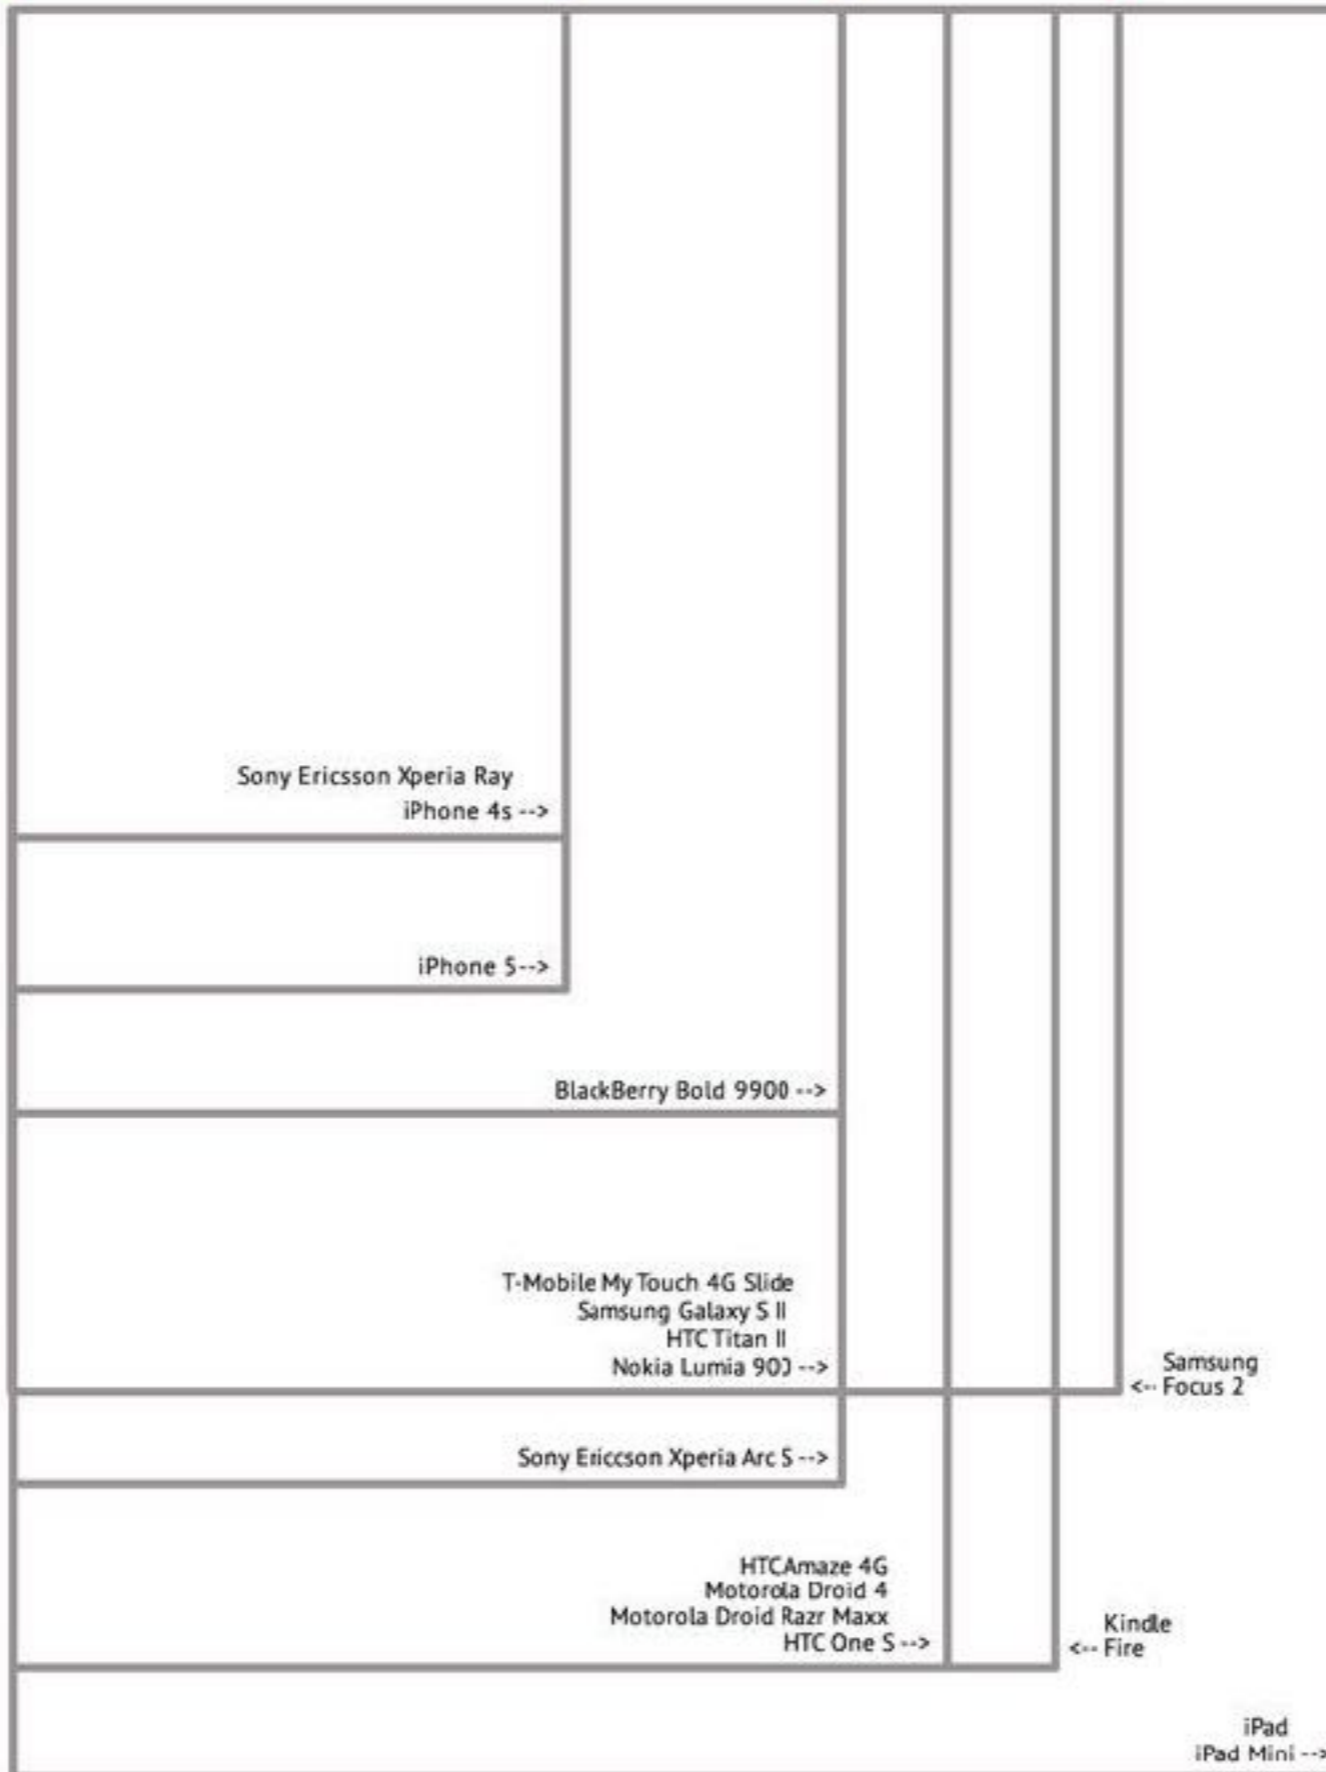 Sony Ericsson Xperia Ray
iPhone 4s -->
iPhone 5-->
BlackBerry Bold 9900 -->
T-Mobile My Touch 4G Slide
Samsung Galaxy S II
HTC Titan II
Nokia Lumia 900 -->
Samsung
<-- Focus 2
Sony Ericcson Xperia Arc S -->
HTCAmaze 4G
Motorola Droid 4
Motorola Droid Razr Maxx
HTC One S -->
Kindle
<-- Fire
iPad
iPad Mini -->